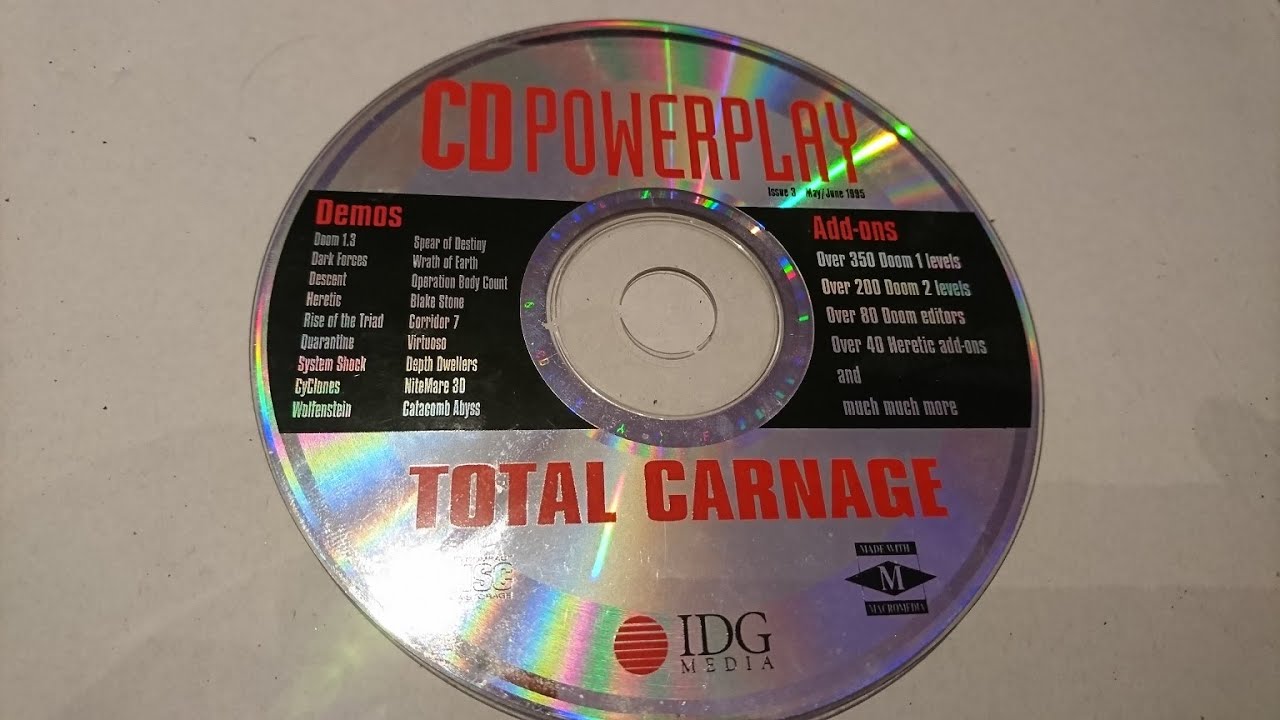 CD POWERPLAY
Issue 3 May/June 1995
Demos
Doom 1.3
Dark Forces
Descent
Heretic
Rise of the Triad
Quarantine
System Shock
CyClones
Wolfenstein
Spear of Destiny
Wrath of Earth
Operation Body Count
Blake Stone
Corridor 7
Virtuoso
Depth Dwellers
NiteMare 3D
Catacomb Abyss
Add-ons
Over 350 Doom 1 levels
Over 200 Doom 2 levels
Over 80 Doom editors
Over 40 Heretic add-ons
and
much much more
TOTAL CARNAGE
MADE WITH
M
MACROMEDIA
IDG
MEDIA